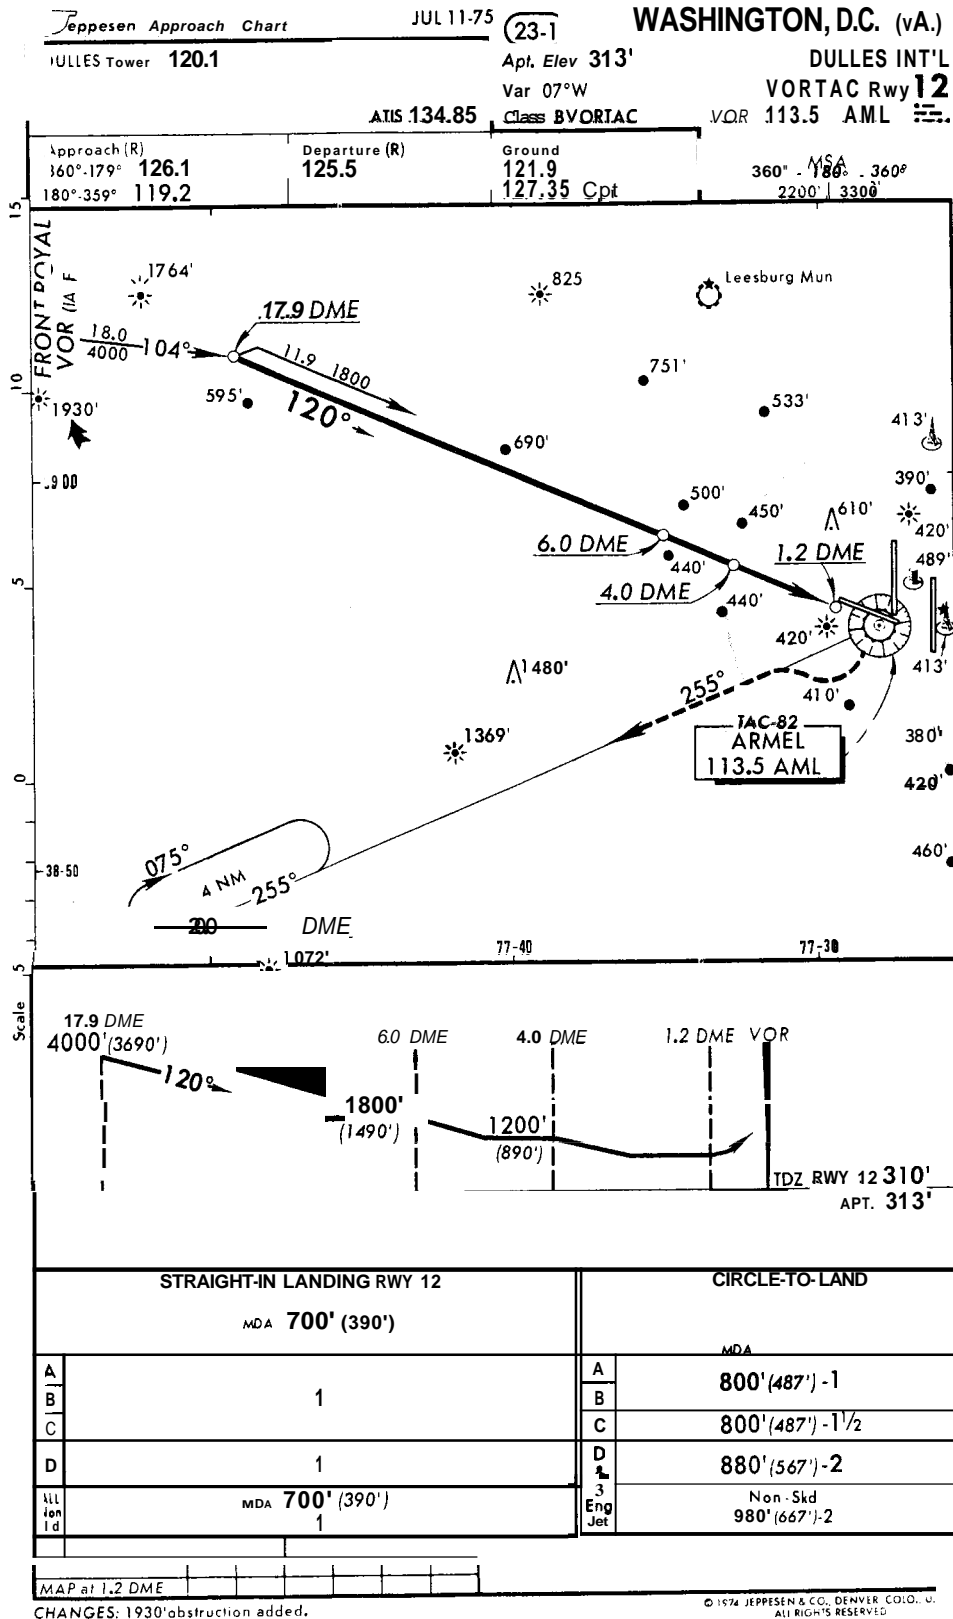 Jeppesen Approach Chart
JUL 11-75
23-1
WASHINGTON, D.C. (VA.)
DULLES Tower 120.1
Apt. Elev 313'
DULLES INT'L
Var 07°W
VORTAC Rwy 12
ATIS 134.85
Class BVORTAC
VOR 113.5 AML
Approach (R)
360°-179° 126.1
180°-359° 119.2
Departure (R)
125.5
Ground
121.9
127.35 Cpt
MSA
360° - 180° - 360°
2200' 3300'
15
FRONT ROYAL
VOR (IAF
1764'
825
Leesburg Mun
17.9 DME
18.0
4000
104°
11.9 1800
120°
10
1930'
595'
751'
533'
413'
690'
390'
500'
450'
610'
420'
6.0 DME
440'
1.2 DME
489'
5
4.0 DME
440'
420'
413'
1480'
255°
410'
TAC-82
ARMEL
113.5 AML
1369'
380'
420'
0
075°
4 NM
255°
38-50
460'
DME
77-40
77-30
1072'
5
Scale
17.9 DME
4000' (3690')
120°
6.0 DME
4.0 DME
1.2 DME
VOR
1800'
(1490')
1200'
(890')
TDZ RWY 12 310'
APT. 313'
STRAIGHT-IN LANDING RWY 12
MDA 700' (390')
CIRCLE-TO-LAND
MDA
A
B
C
1
D
1
MDA 700' (390')
1
A
B
800' (487') -1
C
800' (487') -1½
D
880' (567') -2
3
Eng
Jet
Non-Skd
980' (667')-2
MAP at 1.2 DME
CHANGES: 1930' obstruction added.
© 1974 JEPPESEN & CO., DENVER COLO., U.
ALL RIGHTS RESERVED